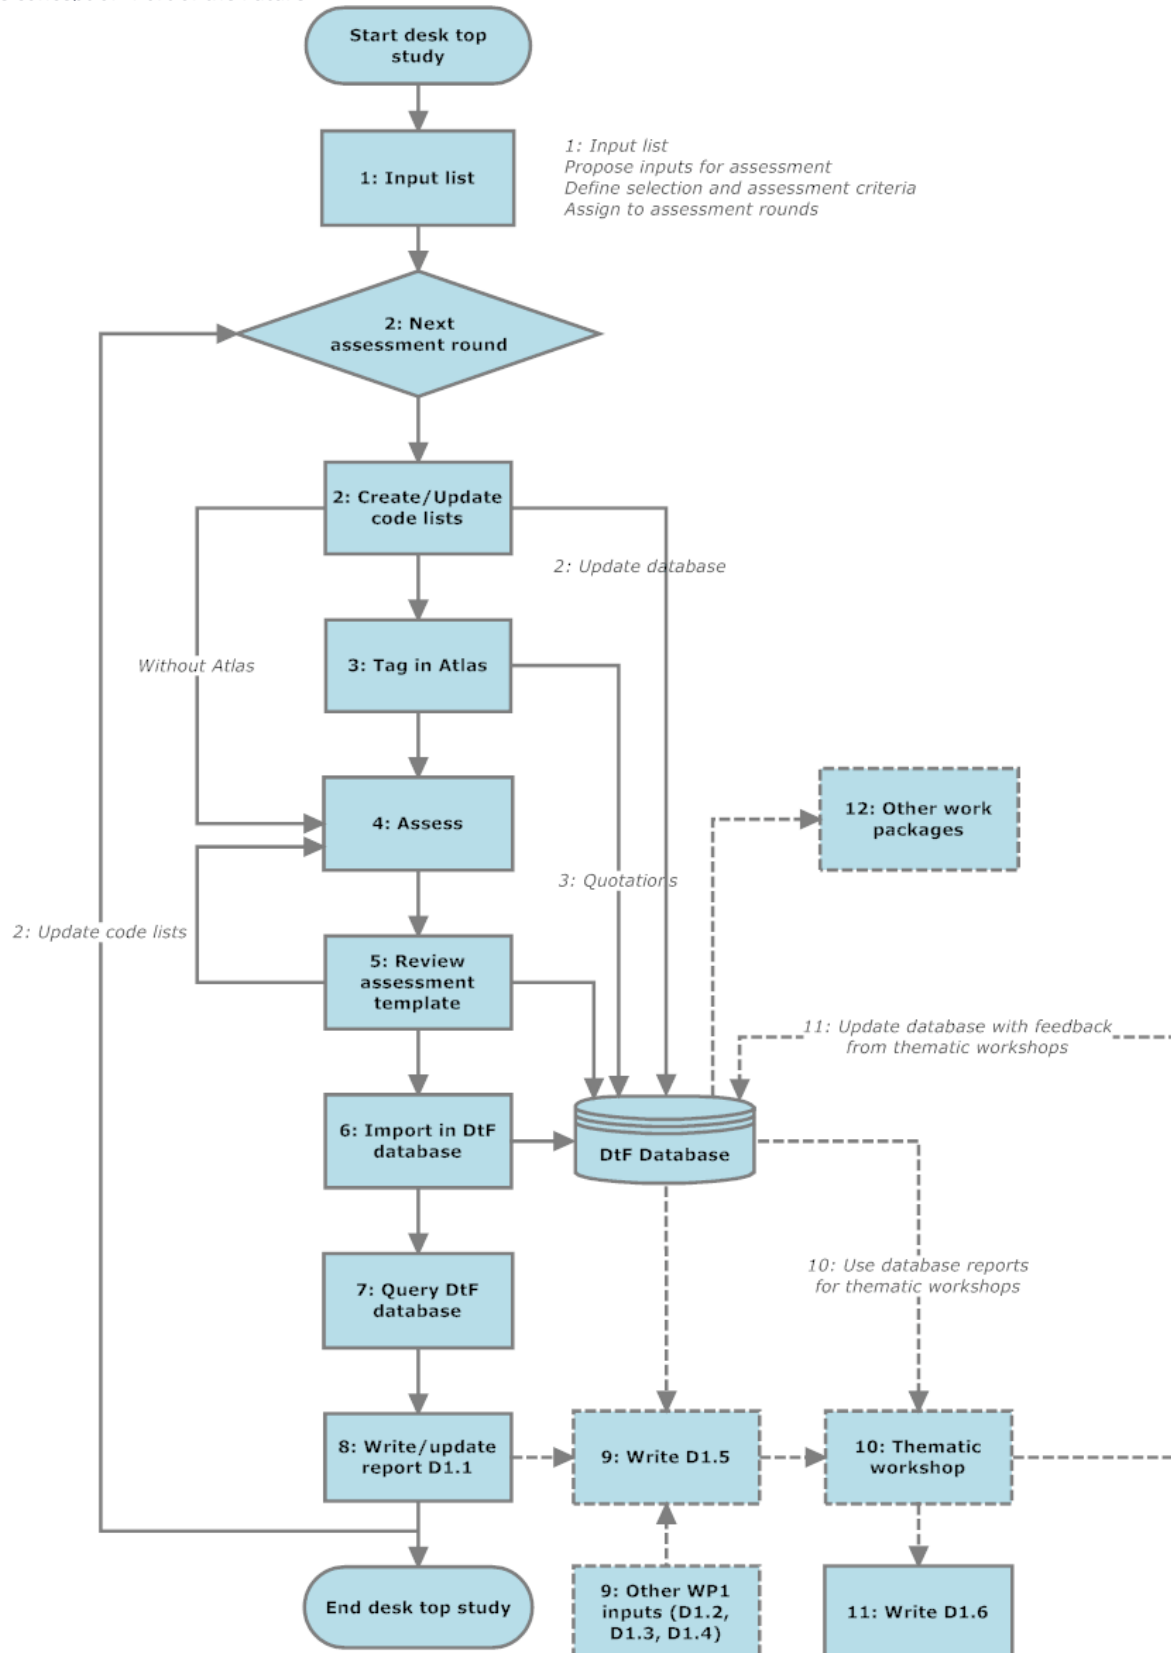 Start desk top
study
1: Input list
1: Input list
Propose inputs for assessment
Define selection and assessment criteria
Assign to assessment rounds
2: Next
assessment round
2: Create/Update
code lists
2: Update database
Without Atlas
3: Tag in Atlas
4: Assess
12: Other work
packages
3: Quotations
2: Update code lists
5: Review
assessment
template
11: Update database with feedback
from thematic workshops
6: Import in DtF
database
DtF Database
7: Query DtF
database
10: Use database reports
for thematic workshops
8: Write/update
report D1.1
9: Write D1.5
10: Thematic
workshop
End desk top study
9: Other WP1
inputs (D1.2,
D1.3, D1.4)
11: Write D1.6